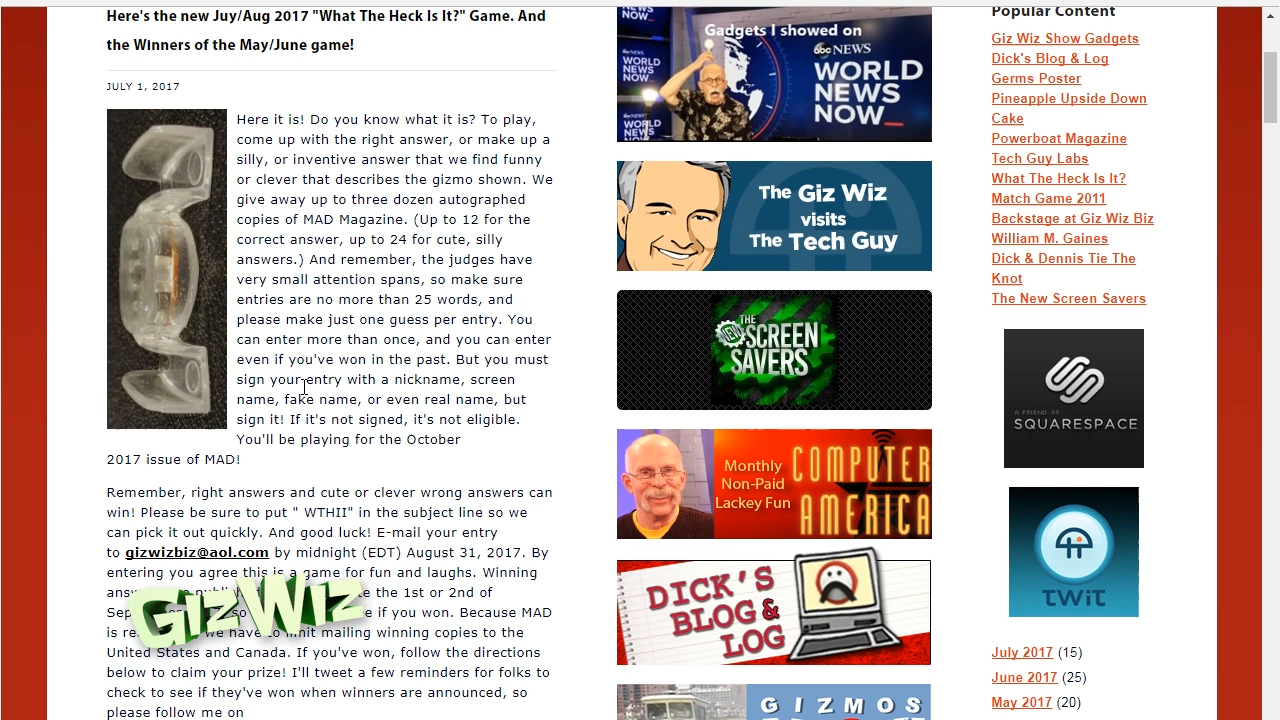 Here's the new Juy/Aug 2017 "What The Heck Is It?" Game. And
the Winners of the May/June game!
JULY 1, 2017
Here it is! Do you know what it is? To play,
come up with the right answer, or make up a
silly, or inventive answer that we find funny
or clever that describes the gizmo shown. We
give away up to three dozen autographed
copies of MAD Magazine. (Up to 12 for the
correct answer, up to 24 for cute, silly
answers.) And remember, the judges have
very small attention spans, so make sure
entries are no more than 25 words, and
please make just one guess per entry. You
can enter more than once, and you can enter
even if you've won in the past. But you must
sign your entry with a nickname, screen
name, fake name, or even real name, but
sign it! If it's not signed, it's not eligible.
You'll be playing for the October
2017 issue of MAD!
Remember, right answers and cute or clever wrong answers can
win! Please be sure to put " WTHII" in the subject line so we
can pick it out quickly. And good luck! E-mail your entry
to gizwizbiz@aol.com by midnight (EDT) August 31, 2017. By
entering you agree this is a game for fun and laughs. Winning
the 1st or 2nd of
if you won. Because MAD
mailing winning copies to the
United States and Canada. If you've won, follow the directions
below to claim your prize! I'll tweet a few reminders for folks to
check to see if they've won when winners are announced, so
please follow me on
GizWiz
Gadgets I showed on
abc NEWS
WORLD
NEWS
NOW_
WORLD
NEWS
NOW_
The Giz Wiz
visits
The Tech Guy
THE
NEW
SCREEN
SAVERS
Monthly
Non-Paid
Lackey Fun
COMPUTER
AMERICA
DICK'S
BLOG &
LOG
GIZMOS
Popular Content
Giz Wiz Show Gadgets
Dick's Blog & Log
Germs Poster
Pineapple Upside Down
Cake
Powerboat Magazine
Tech Guy Labs
What The Heck Is It?
Match Game 2011
Backstage at Giz Wiz Biz
William M. Gaines
Dick & Dennis Tie The
Knot
The New Screen Savers
A FRIEND OF
SQUARESPACE
TWiT
July 2017 (15)
June 2017 (25)
May 2017 (20)